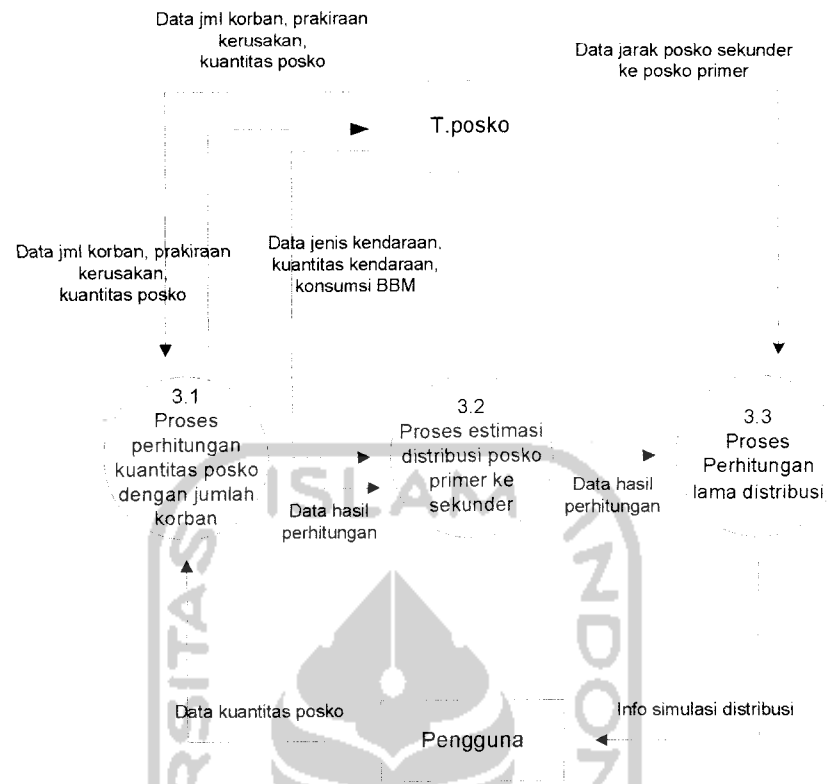 Data jml korban, prakiraan
kerusakan,
kuantitas posko
Data jarak posko sekunder
ke posko primer
T.posko
Data jml korban, prakiraan
kerusakan,
kuantitas posko
Data jenis kendaraan,
kuantitas kendaraan,
konsumsi BBM
3.1
Proses
perhitungan
kuantitas posko
dengan jumlah
korban
3.2
Proses estimasi
distribusi posko
primer ke
sekunder
3.3
Proses
Perhitungan
lama distribusi
Data hasil
perhitungan
Data hasil
perhitungan
ISLAM
Data kuantitas posko
Pengguna
Info simulasi distribusi